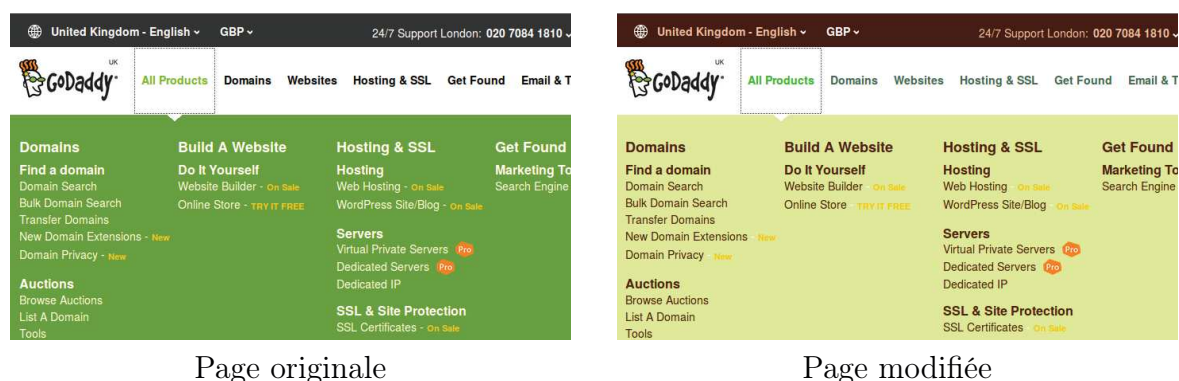 United Kingdom - English GBP 24/7 Support London: 020 7084 1810
UK
GoDaddy All Products Domains Websites Hosting & SSL Get Found Email & T
Domains Build A Website Hosting & SSL Get Found
Find a domain Do It Yourself Hosting Marketing To
Domain Search Website Builder - On Sale Web Hosting - On Sale Search Engine
Bulk Domain Search Online Store - TRY IT FREE WordPress Site/Blog - On Sale
Transfer Domains
New Domain Extensions - New Servers
Domain Privacy - New Virtual Private Servers Pro
Dedicated Servers Pro
Auctions Dedicated IP
Browse Auctions
List A Domain SSL & Site Protection
Tools SSL Certificates - On Sale
Page originale
United Kingdom - English GBP 24/7 Support London: 020 7084 1810
UK
GoDaddy All Products Domains Websites Hosting & SSL Get Found Email & T
Domains Build A Website Hosting & SSL Get Found
Find a domain Do It Yourself Hosting Marketing To
Domain Search Website Builder - On Sale Web Hosting - On Sale Search Engine
Bulk Domain Search Online Store - TRY IT FREE WordPress Site/Blog - On Sale
Transfer Domains
New Domain Extensions - New Servers
Domain Privacy - New Virtual Private Servers Pro
Dedicated Servers Pro
Auctions Dedicated IP
Browse Auctions
List A Domain SSL & Site Protection
Tools SSL Certificates - On Sale
Page modifiée